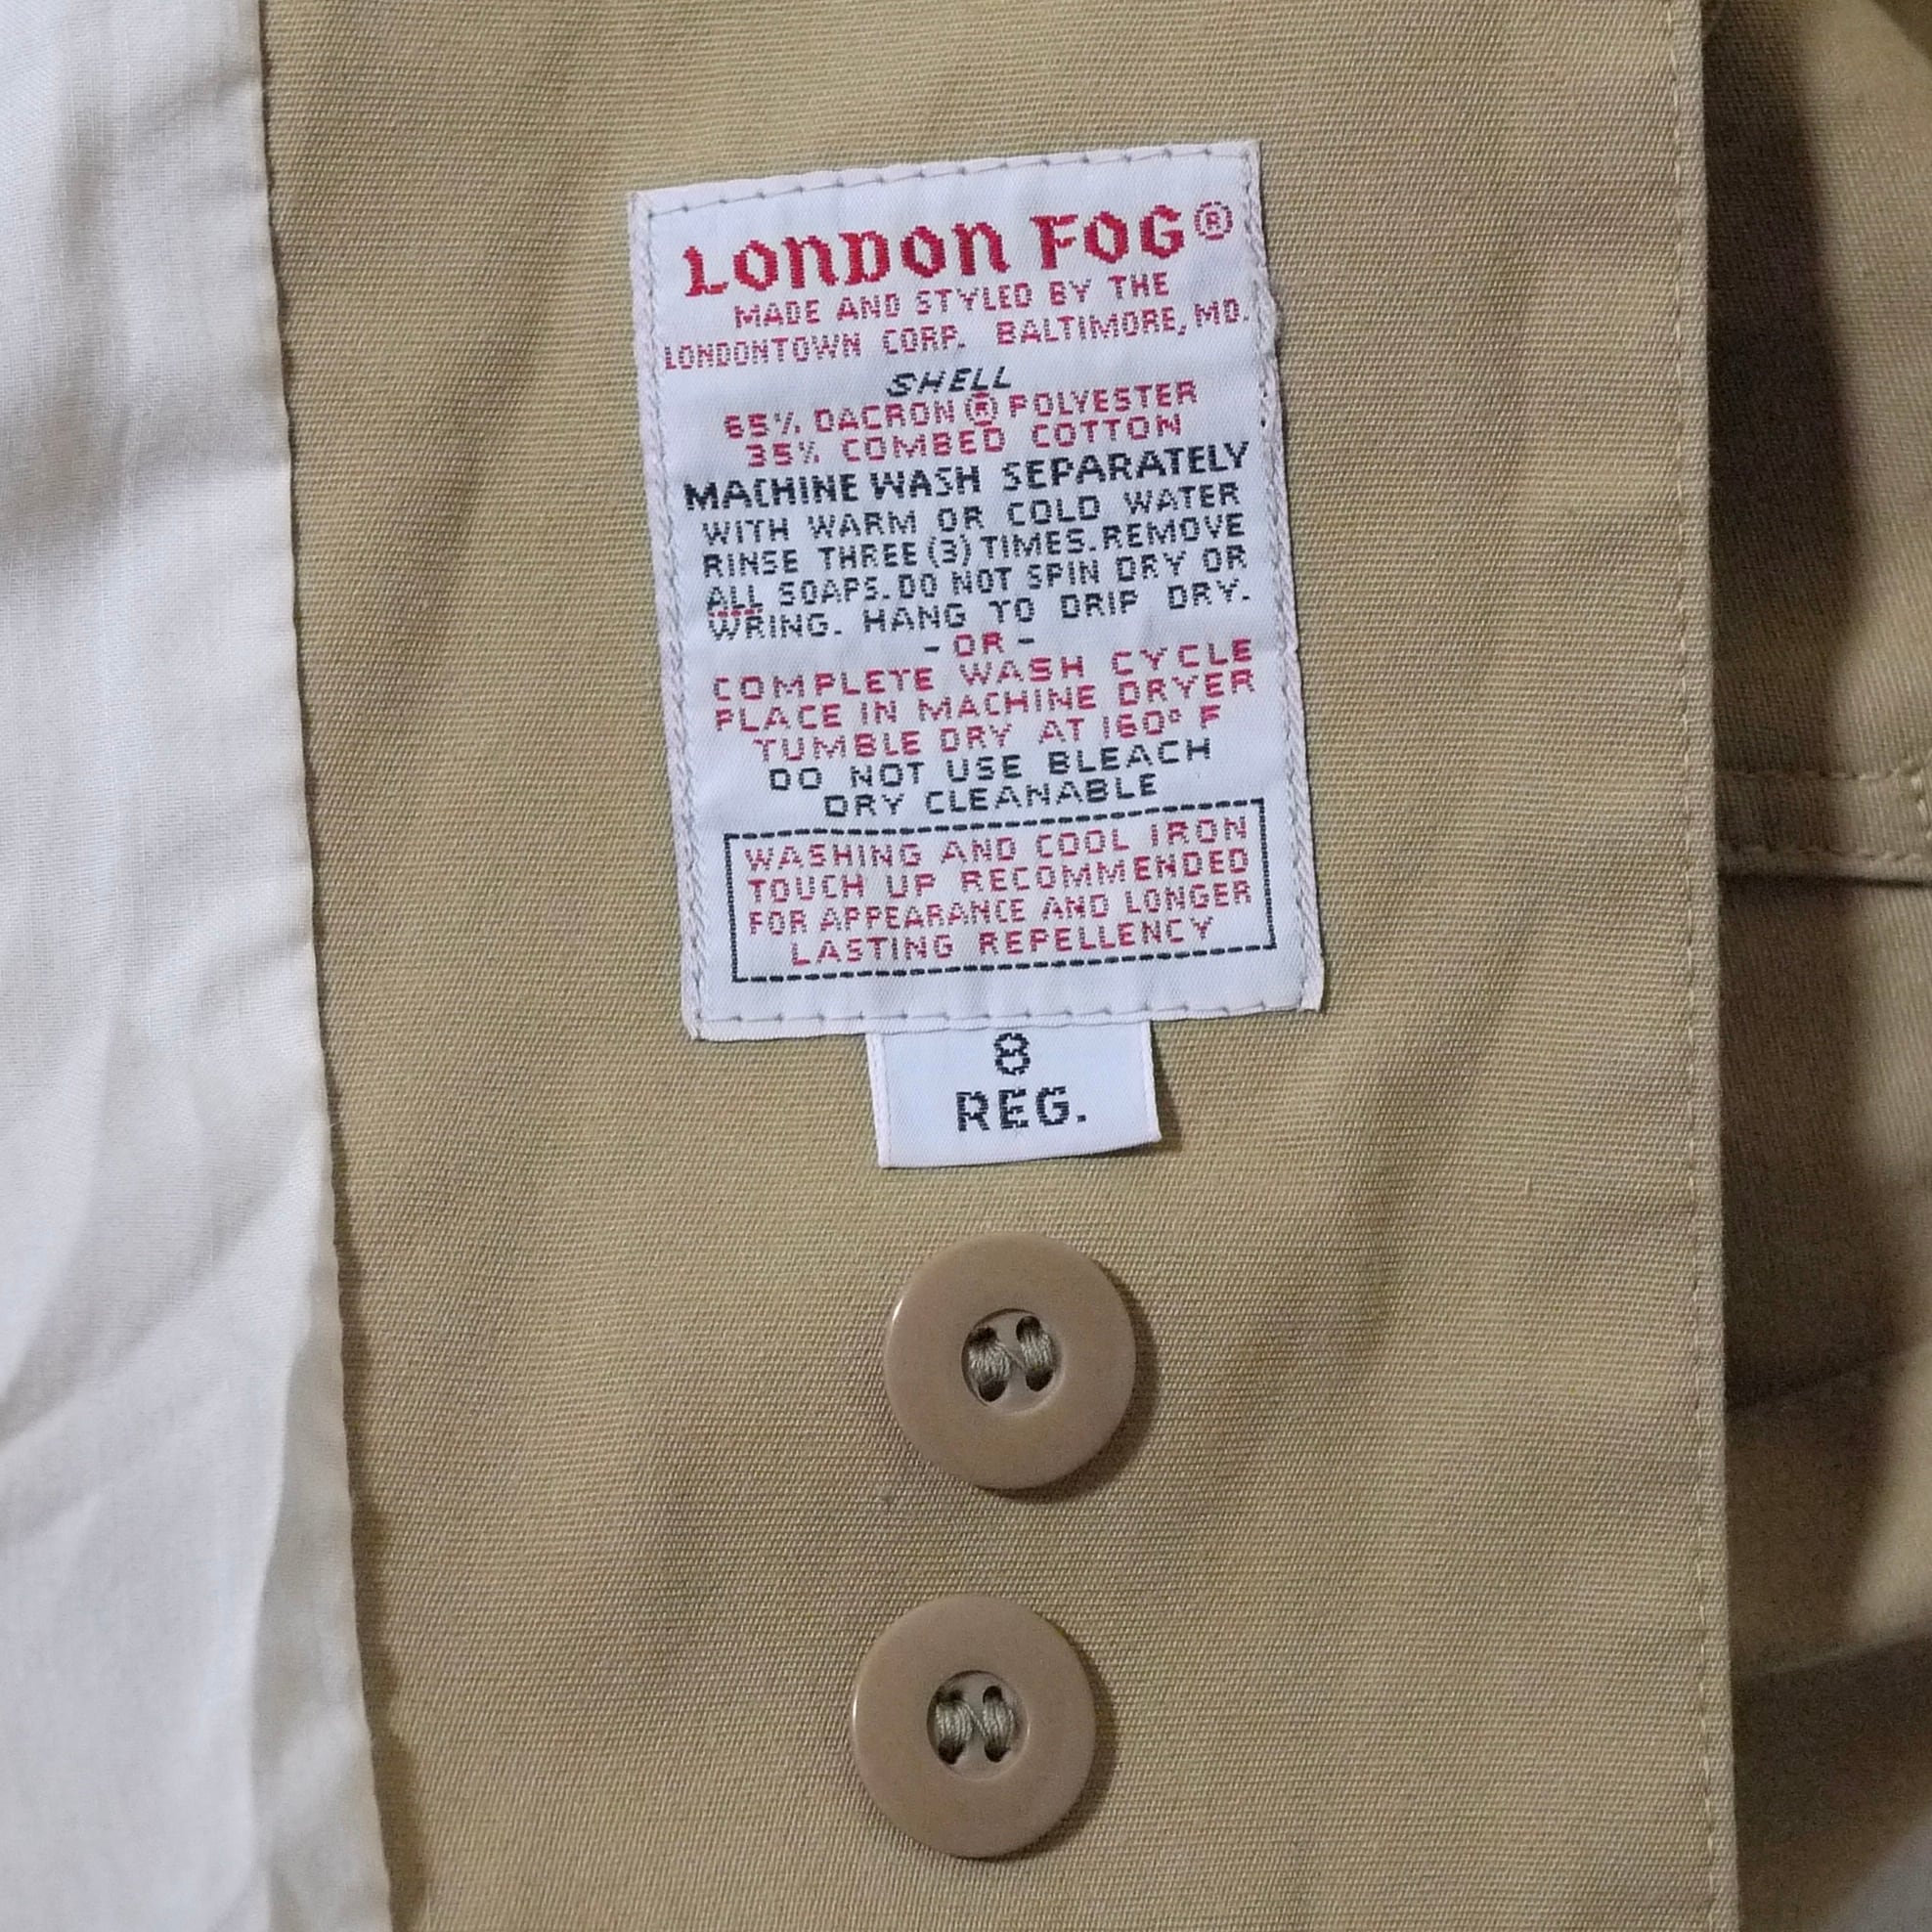 LONDON FOG®
MADE AND STYLED BY THE
LONDONTOWN CORP. BALTIMORE, MD.
SHELL
65% DACRON® POLYESTER
35% COMBED COTTON
MACHINE WASH SEPARATELY
WITH WARM OR COLD WATER
RINSE THREE (3) TIMES. REMOVE
ALL SOAPS. DO NOT SPIN DRY OR
WRING. HANG TO DRIP DRY.
- OR -
COMPLETE WASH CYCLE
PLACE IN MACHINE DRYER
TUMBLE DRY AT 160° F
DO NOT USE BLEACH
DRY CLEANABLE
WASHING AND COOL IRON
TOUCH UP RECOMMENDED
FOR APPEARANCE AND LONGER
LASTING REPELLENCY
8
REG.